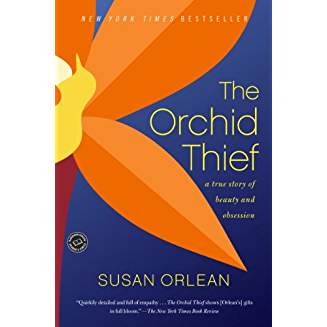 NEW YORK TIMES BESTSELLER
The
Orchid
Thief
a true story of
beauty and
obsession
SUSAN ORLEAN
"Quirkily detailed and full of empathy . . . The Orchid Thief shows [Orlean's] gifts
in full bloom." —The New York Times Book Review